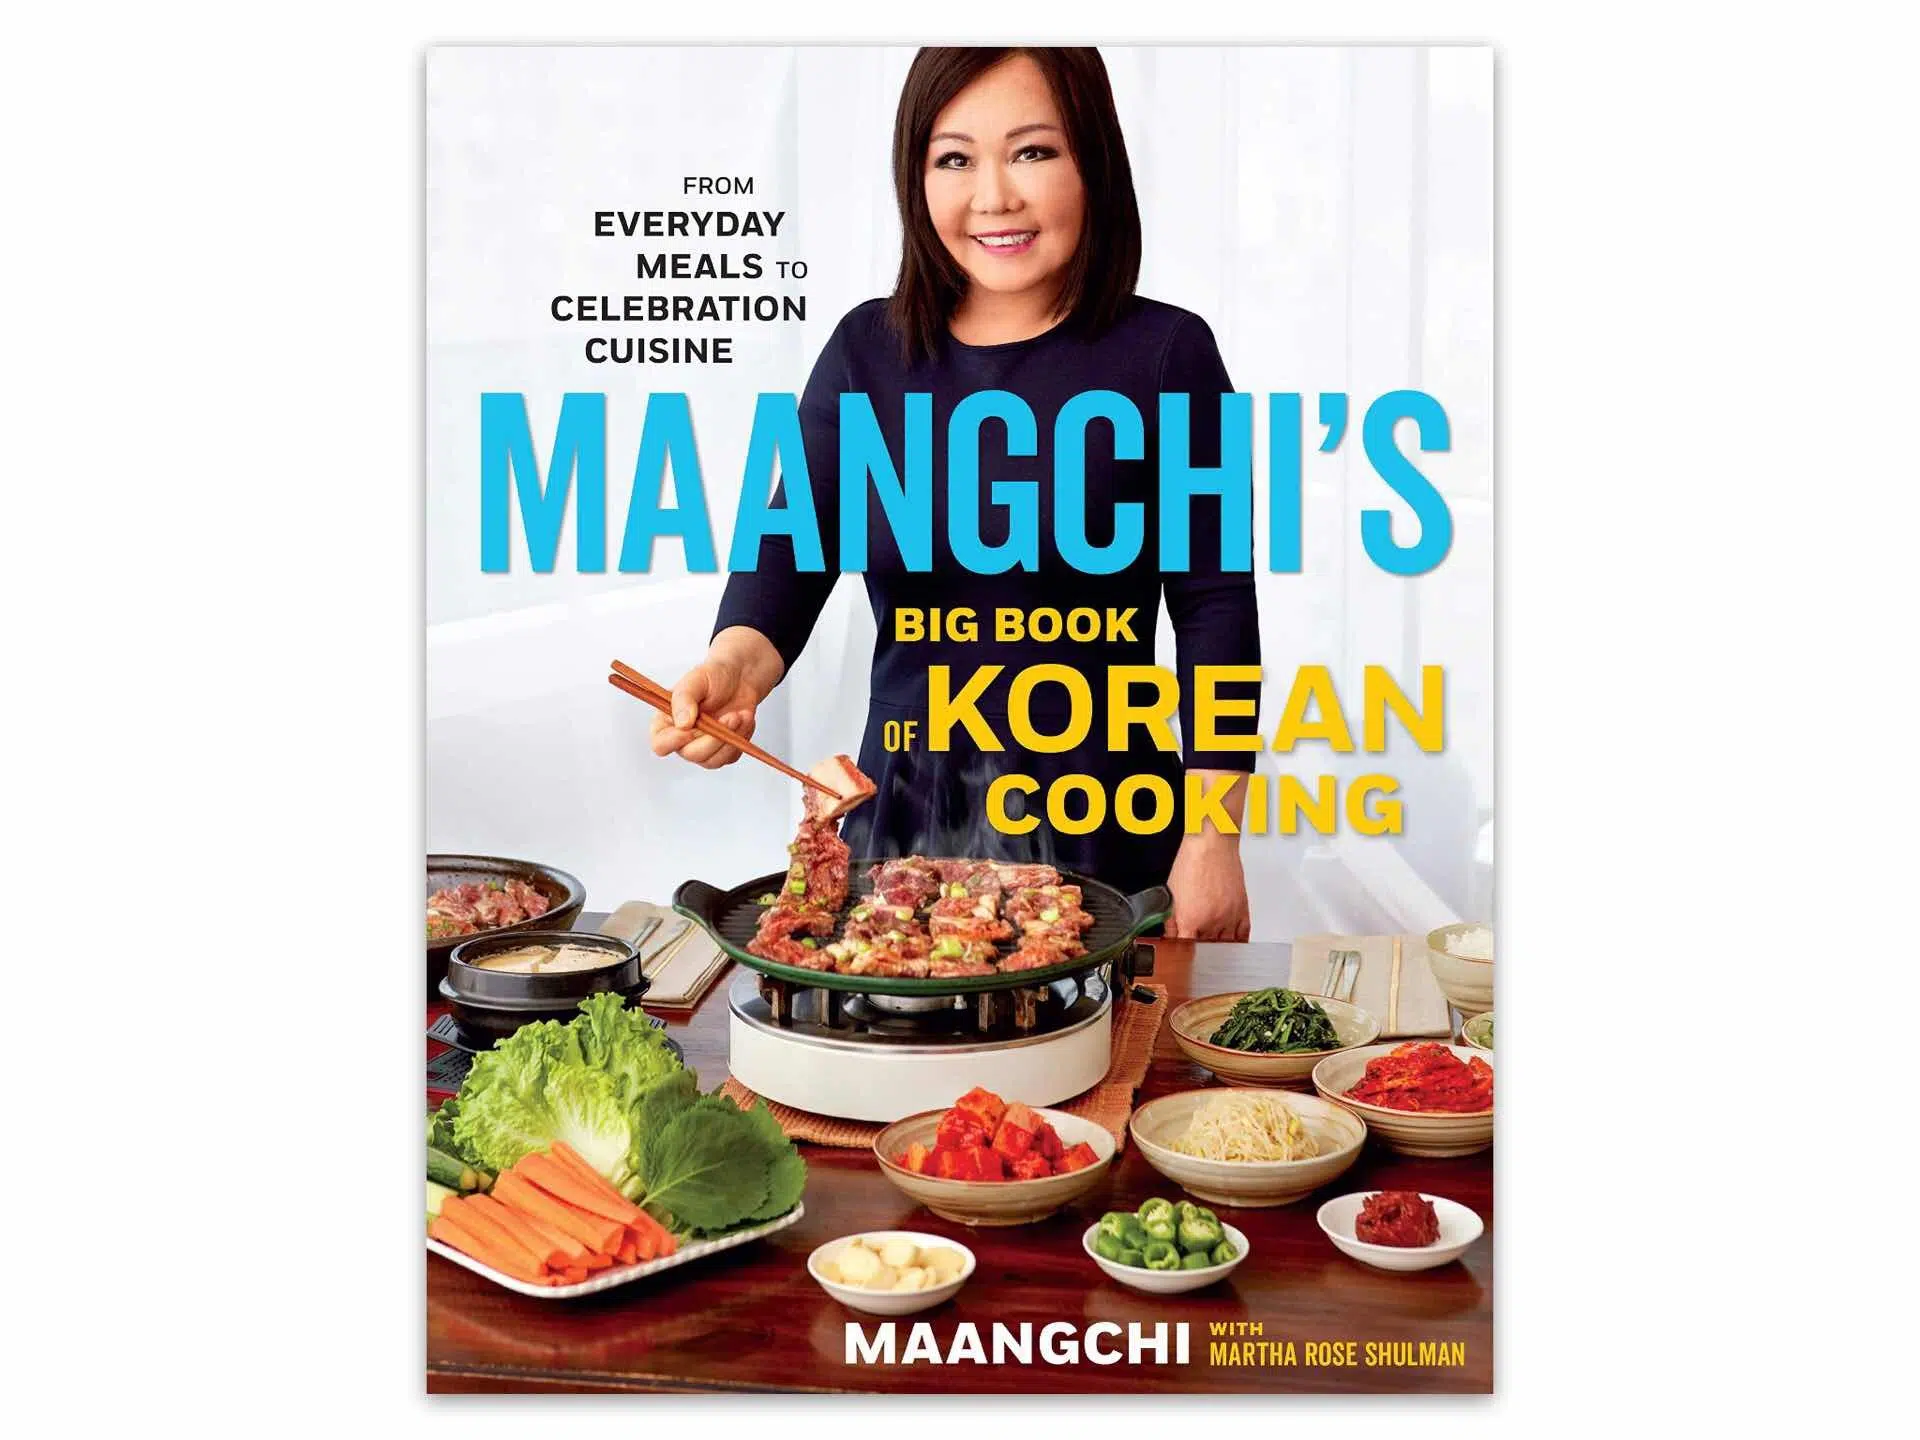 FROM
EVERYDAY
MEALS TO
CELEBRATION
CUISINE
MAANGCHI'S
BIG BOOK
OF KOREAN
COOKING
MAANGCHI WITH
MARTHA ROSE SHULMAN